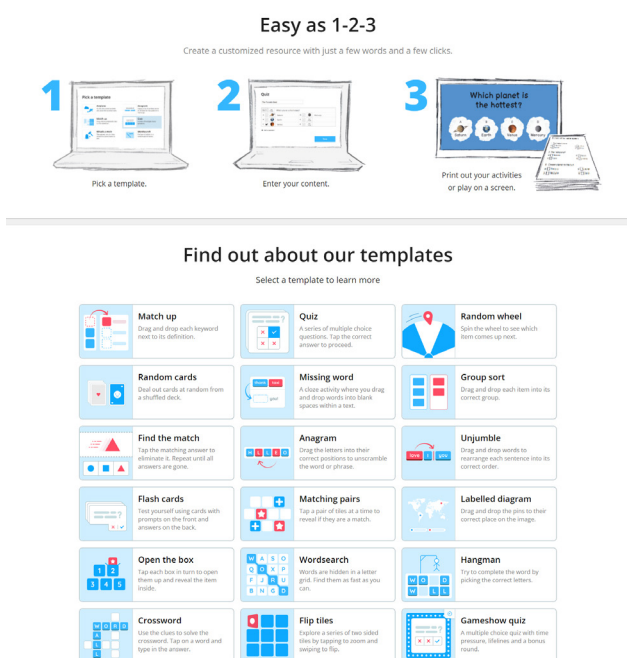 Easy as 1-2-3
Create a customized resource with just a few words and a few clicks.
1
2
3
Pick a template
Quiz
Which planet is
the hottest?
Saturn
Earth
Venus
Mercury
Pick a template.
Enter your content.
Print out your activities
or play on a screen.
Find out about our templates
Select a template to learn more
Match up
Drag and drop each keyword
next to its definition.
Quiz
A series of multiple choice
questions. Tap the correct
answer to proceed.
Random wheel
Spin the wheel to see which
item comes up next.
Random cards
Deal out cards at random from
a shuffled deck.
Missing word
A cloze activity where you drag
and drop words into blank
spaces within a text.
Group sort
Drag and drop each item into its
correct group.
Find the match
Tap the matching answer to
eliminate it. Repeat until all
answers are gone.
H L L E O
Anagram
Drag the letters into their
correct positions to unscramble
the word or phrase.
love I you
Unjumble
Drag and drop words to
rearrange each sentence into its
correct order.
Flash cards
Test yourself using cards with
prompts on the front and
answers on the back.
Matching pairs
Tap a pair of tiles at a time to
reveal if they are a match.
Labelled diagram
Drag and drop the pins to their
correct place on the image.
1 2
3 4 5
Open the box
Tap each box in turn to open
them up and reveal the item
inside.
W A S O
Q O X P
F J R U
B N G D
Wordsearch
Words are hidden in a letter
grid. Find them as fast as you
can.
W O D
W L L
Hangman
Try to complete the word by
picking the correct letters.
W O R D
A
L
L
Crossword
Use the clues to solve the
crossword. Tap on a word and
type in the answer.
Flip tiles
Explore a series of two sided
tiles by tapping to zoom and
swiping to flip.
Gameshow quiz
A multiple choice quiz with time
pressure, lifelines and a bonus
round.